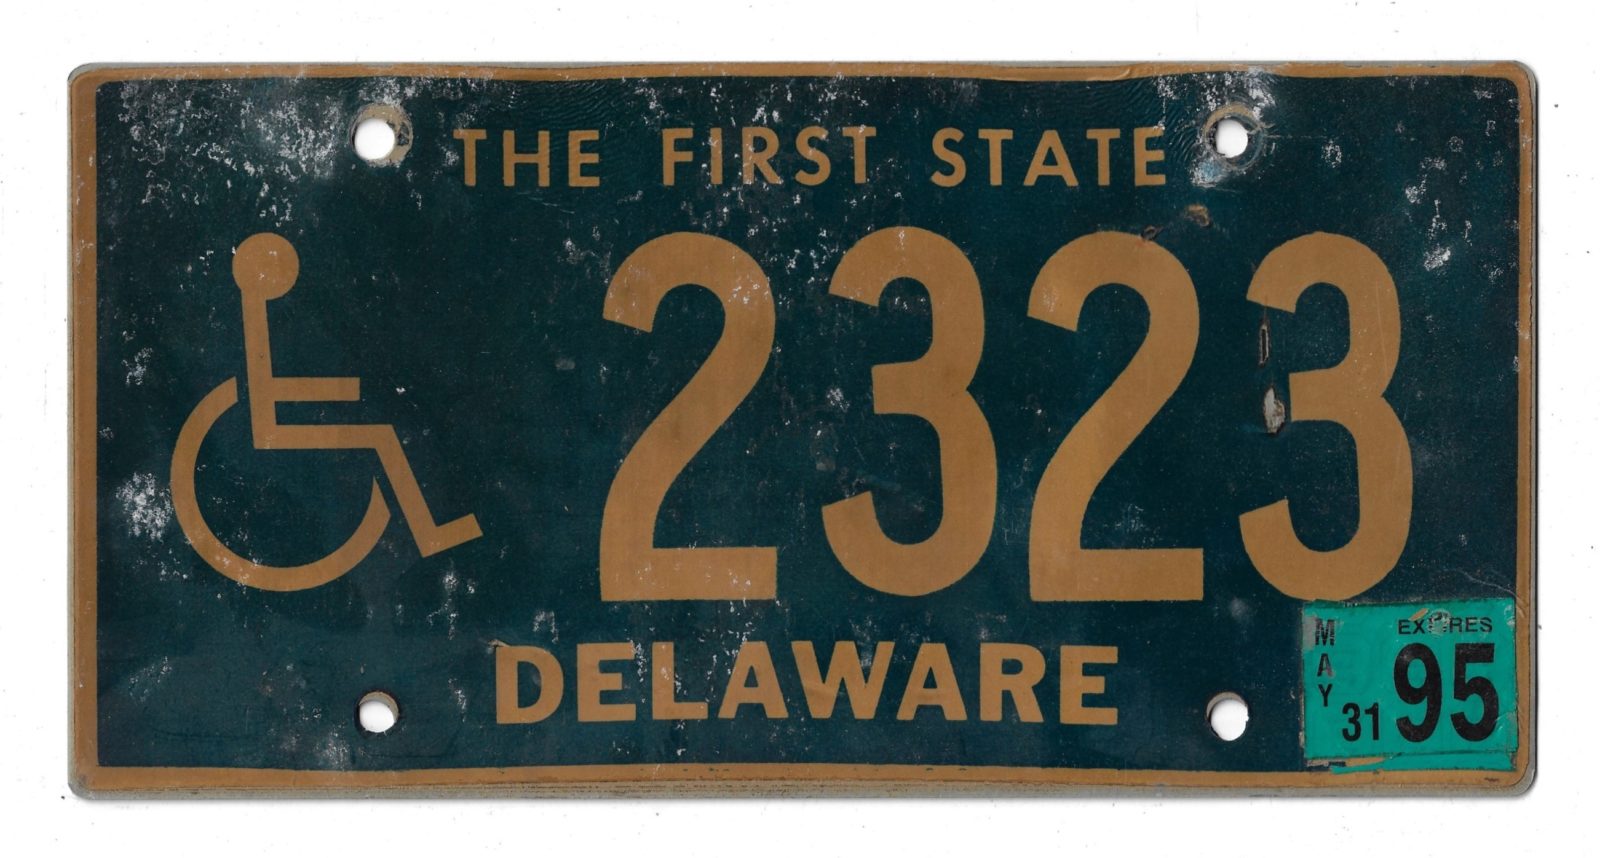 THE FIRST STATE
2323
DELAWARE
MAY
EXPIRES
31 95